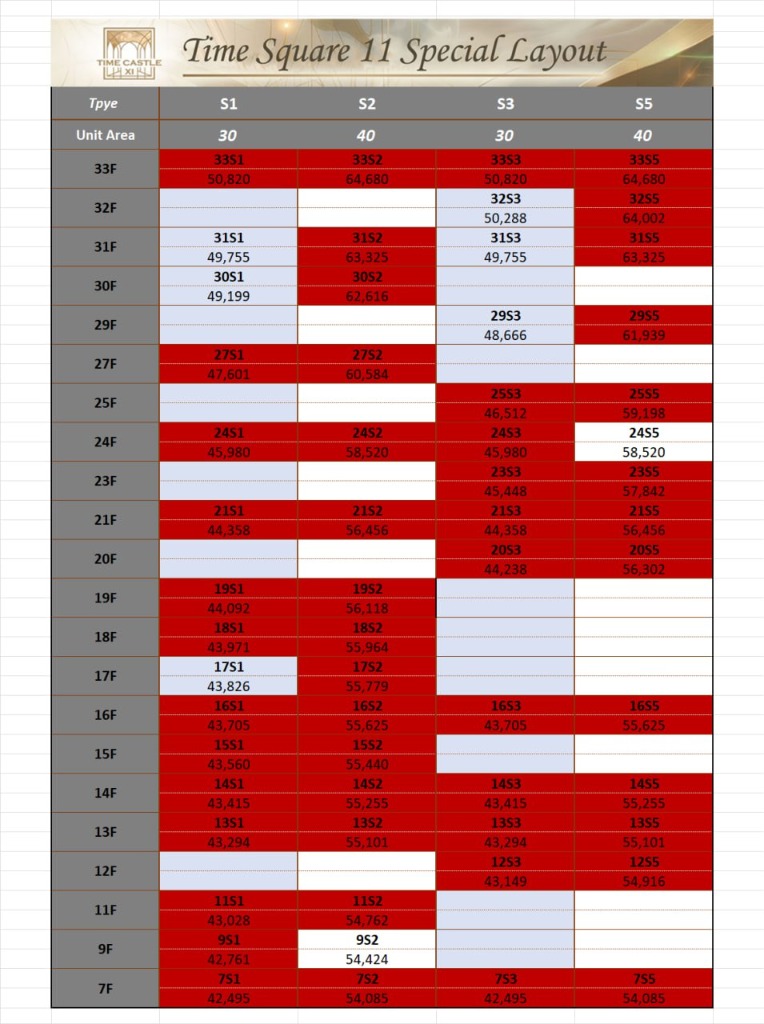 TIME CASTLE
XI
Time Square 11 Special Layout
Tpye S1 S2 S3 S5
Unit Area 30 40 30 40
33F 33S1 33S2 33S3 33S5
50,820 64,680 50,820 64,680
32F 32S3 32S5
50,288 64,002
31F 31S1 31S2 31S3 31S5
49,755 63,325 49,755 63,325
30F 30S1 30S2
49,199 62,616
29F 29S3 29S5
48,666 61,939
27F 27S1 27S2
47,601 60,584
25F 25S3 25S5
46,512 59,198
24F 24S1 24S2 24S3 24S5
45,980 58,520 45,980 58,520
23F 23S3 23S5
45,448 57,842
21F 21S1 21S2 21S3 21S5
44,358 56,456 44,358 56,456
20F 20S3 20S5
44,238 56,302
19F 19S1 19S2
44,092 56,118
18F 18S1 18S2
43,971 55,964
17F 17S1 17S2
43,826 55,779
16F 16S1 16S2 16S3 16S5
43,705 55,625 43,705 55,625
15F 15S1 15S2
43,560 55,440
14F 14S1 14S2 14S3 14S5
43,415 55,255 43,415 55,255
13F 13S1 13S2 13S3 13S5
43,294 55,101 43,294 55,101
12F 12S3 12S5
43,149 54,916
11F 11S1 11S2
43,028 54,762
9F 9S1 9S2
42,761 54,424
7F 7S1 7S2 7S3 7S5
42,495 54,085 42,495 54,085